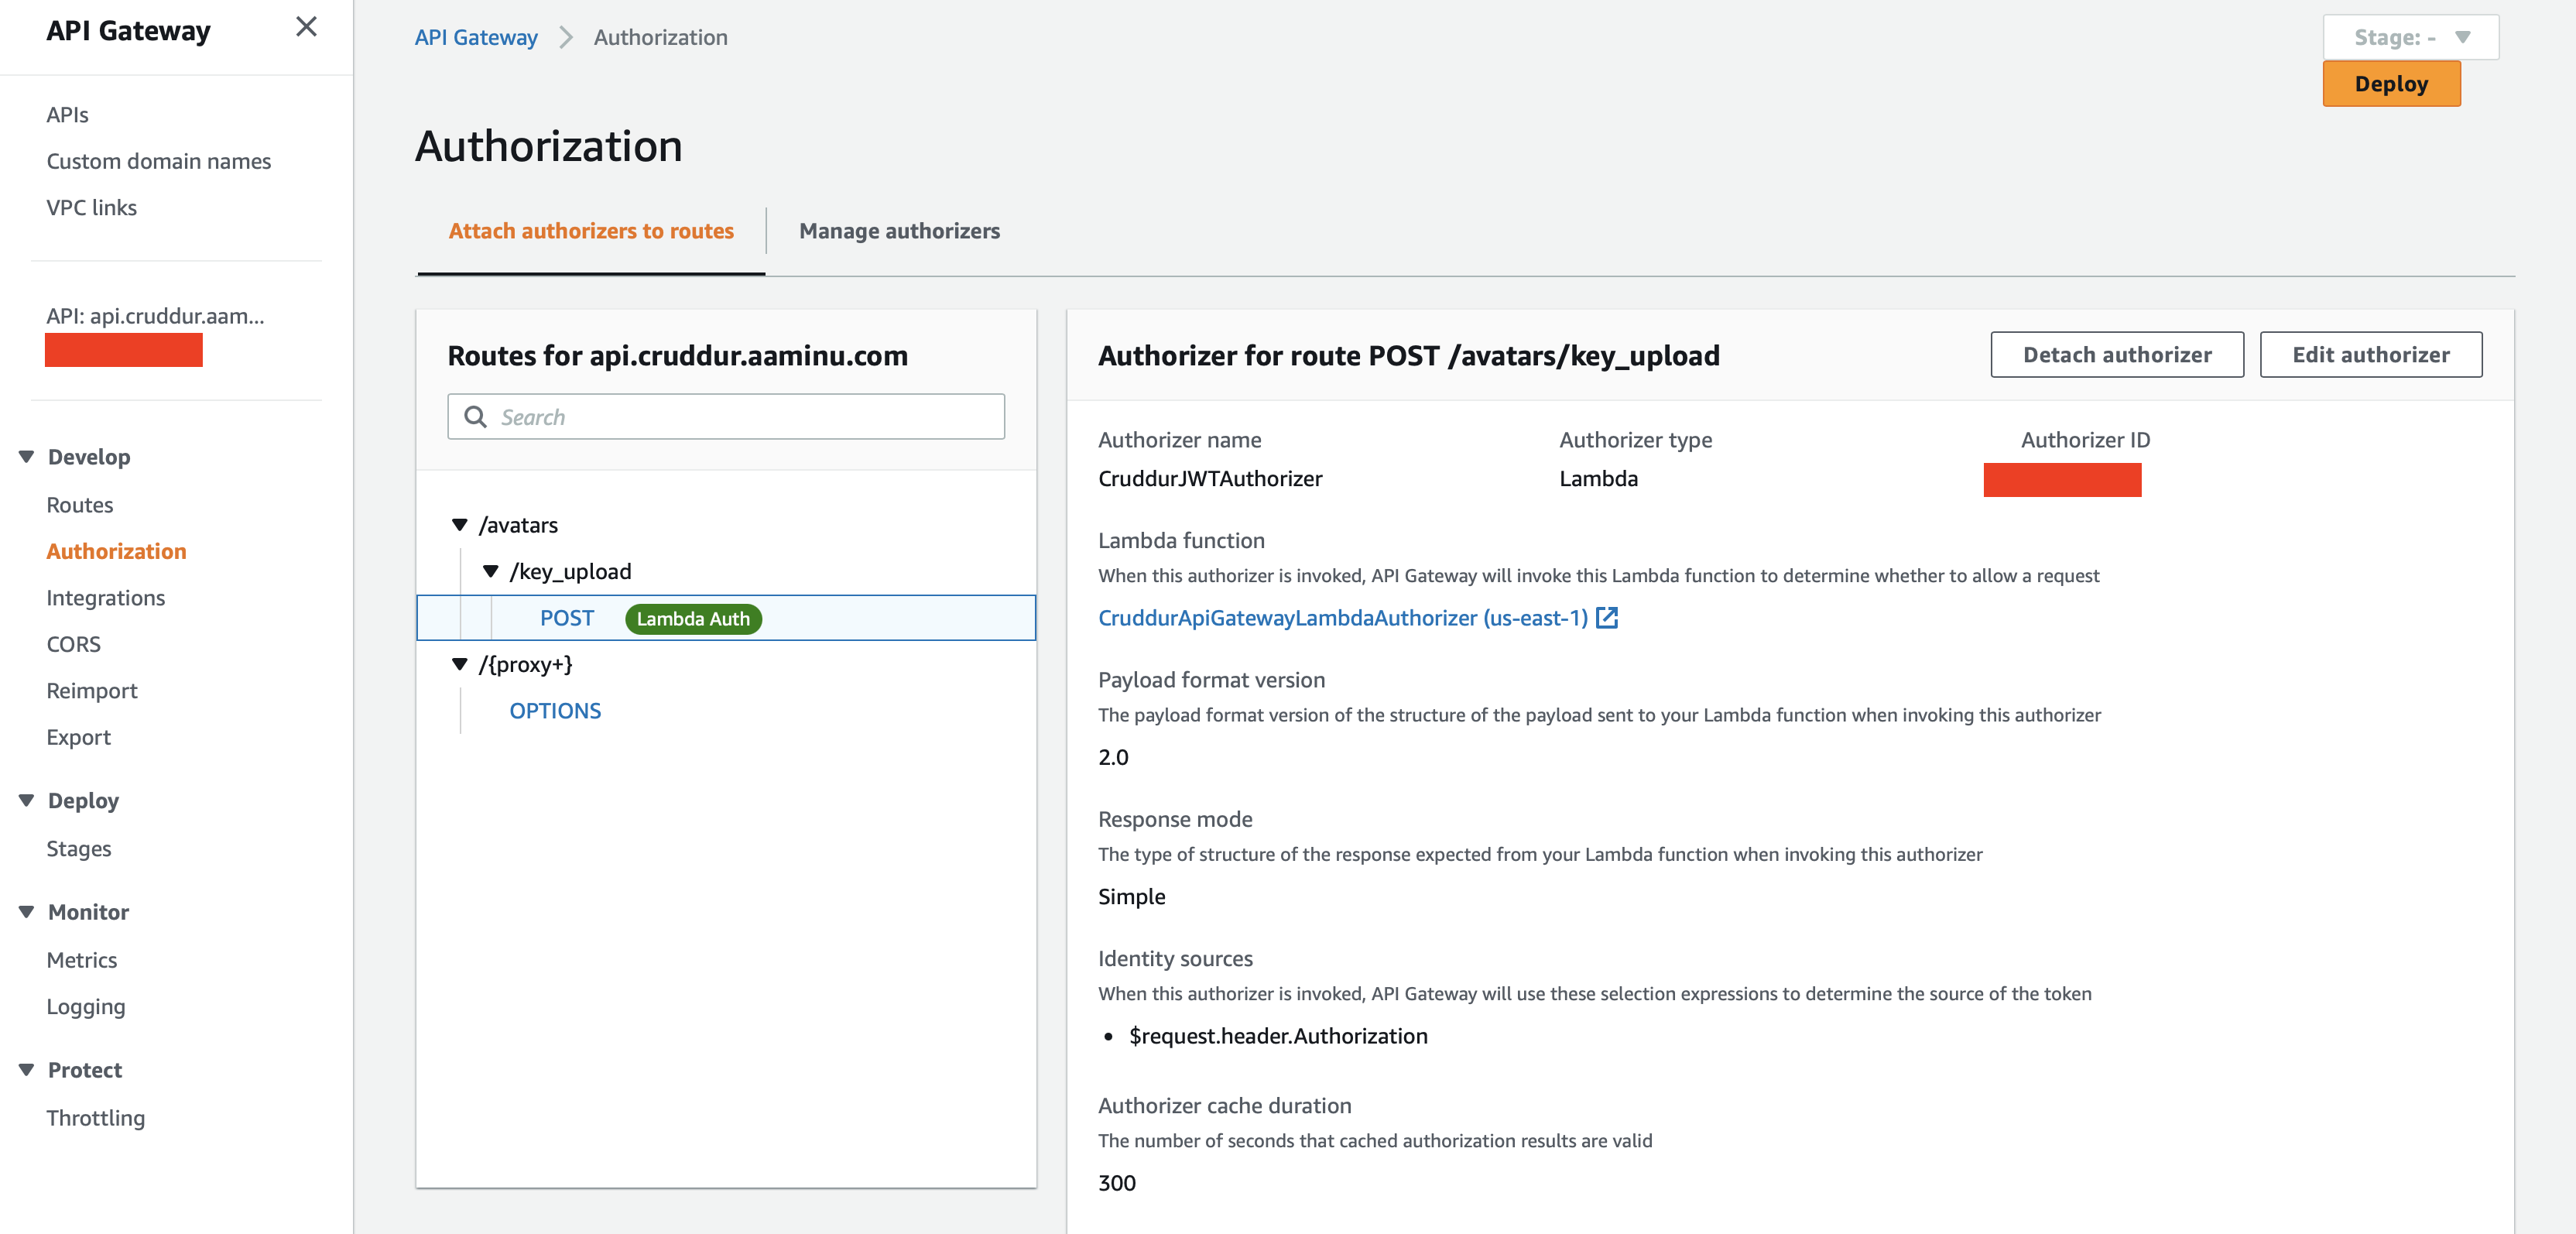 API Gateway
APIs
Custom domain names
VPC links
API: api.cruddur.aam...
Develop
Routes
Authorization
Integrations
CORS
Reimport
Export
Deploy
Stages
Monitor
Metrics
Logging
Protect
Throttling
API Gateway
Authorization
Stage: -
Deploy
Authorization
Attach authorizers to routes
Manage authorizers
Routes for api.cruddur.aaminu.com
Search
/avatars
/key_upload
POST Lambda Auth
/{proxy+}
OPTIONS
Authorizer for route POST /avatars/key_upload
Detach authorizer
Edit authorizer
Authorizer name
CruddurJWTAuthorizer
Authorizer type
Lambda
Authorizer ID
Lambda function
When this authorizer is invoked, API Gateway will invoke this Lambda function to determine whether to allow a request
CruddurApiGatewayLambdaAuthorizer (us-east-1)
Payload format version
The payload format version of the structure of the payload sent to your Lambda function when invoking this authorizer
2.0
Response mode
The type of structure of the response expected from your Lambda function when invoking this authorizer
Simple
Identity sources
When this authorizer is invoked, API Gateway will use these selection expressions to determine the source of the token
• $request.header.Authorization
Authorizer cache duration
The number of seconds that cached authorization results are valid
300